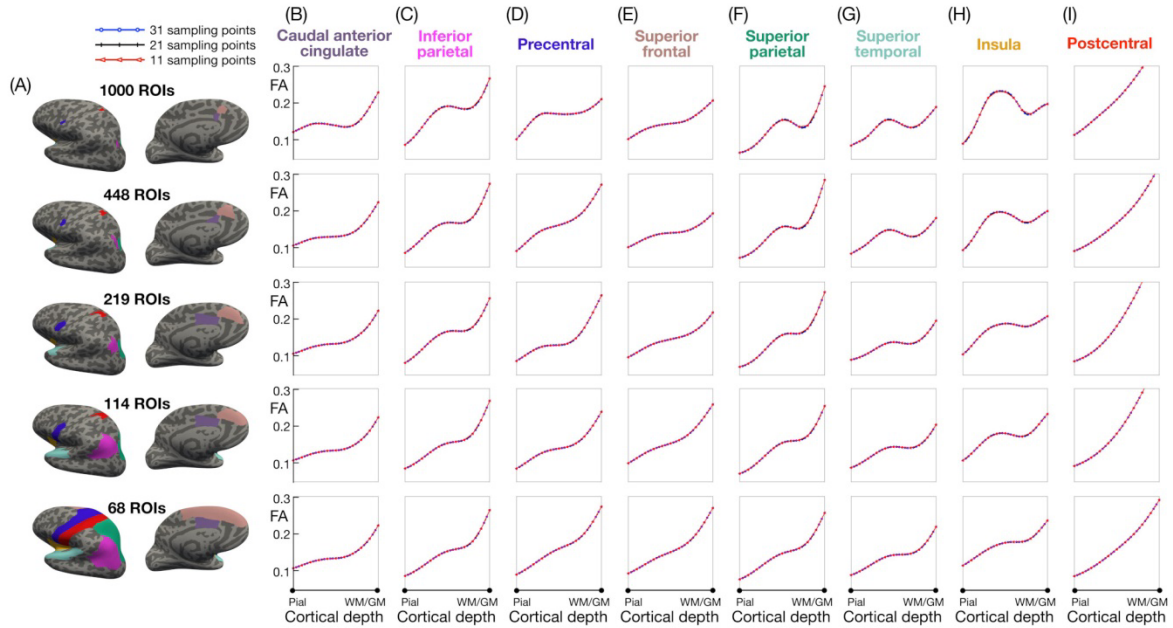 31 sampling points
21 sampling points
11 sampling points
(A)
(B) (C) (D) (E) (F) (G) (H) (I)
Caudal anterior cingulate
Inferior parietal
Precentral
Superior frontal
Superior parietal
Superior temporal
Insula
Postcentral
1000 ROIs
0.3
FA
0.2
0.1
448 ROIs
0.3
FA
0.2
0.1
219 ROIs
0.3
FA
0.2
0.1
114 ROIs
0.3
FA
0.2
0.1
68 ROIs
0.3
FA
0.2
0.1
Pial WM/GM Pial WM/GM Pial WM/GM Pial WM/GM Pial WM/GM Pial WM/GM Pial WM/GM Pial WM/GM
Cortical depth Cortical depth Cortical depth Cortical depth Cortical depth Cortical depth Cortical depth Cortical depth